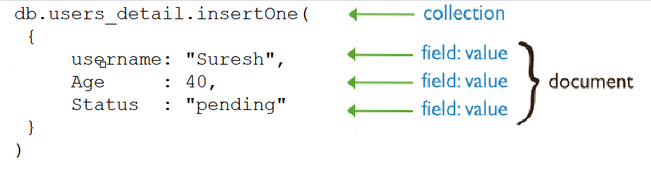 db.users_detail.insertOne( collection
{
username: "Suresh", field: value
Age : 40, field: value document
Status : "pending" field: value
}
)